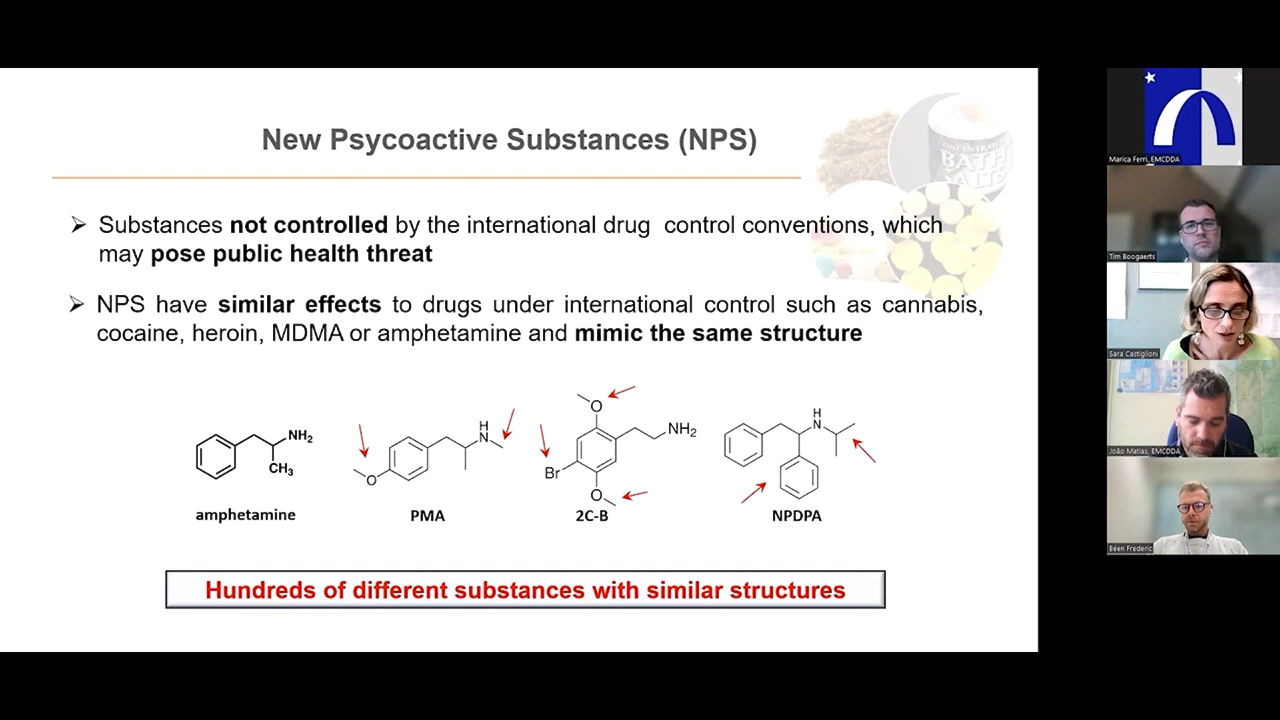 New Psycoactive Substances (NPS)
CONCENTRATED
BATH
SALTS
➢ Substances not controlled by the international drug control conventions, which
may pose public health threat
➢ NPS have similar effects to drugs under international control such as cannabis,
cocaine, heroin, MDMA or amphetamine and mimic the same structure
NH₂
CH₃
amphetamine
H
N
O
PMA
O
NH₂
Br
O
2C-B
H
N
NPDPA
Hundreds of different substances with similar structures
Marica Ferri, EMCDDA
Tim Boogaerts
Sara Castiglioni
João Matias, EMCDDA
Béen Frederic